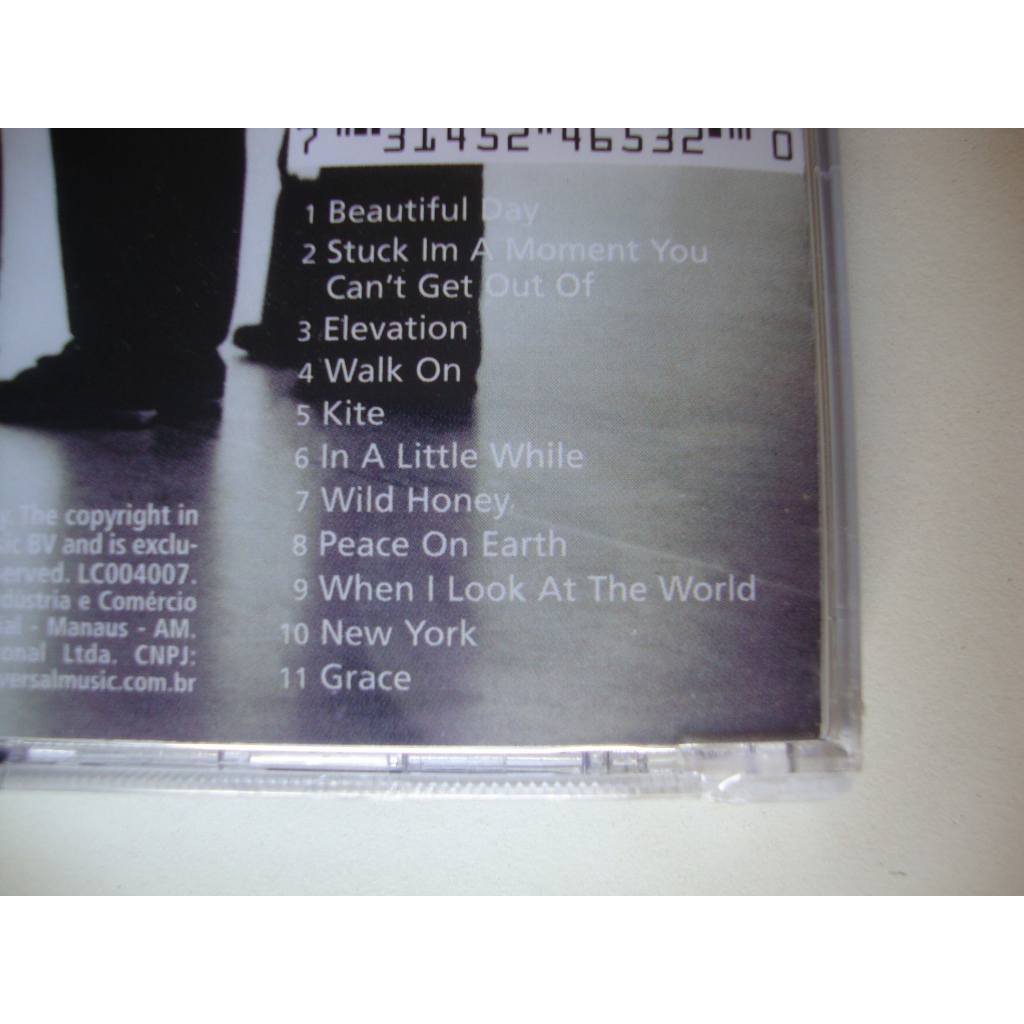 7 31452 46532 0
1 Beautiful Day
2 Stuck Im A Moment You
Can't Get Out Of
3 Elevation
4 Walk On
5 Kite
6 In A Little While
7 Wild Honey
8 Peace On Earth
9 When I Look At The World
10 New York
11 Grace
The copyright in
BV and is exclu-
LC004007.
e Comércio
- Manaus - AM.
Ltda. CNPJ:
versalmusic.com.br